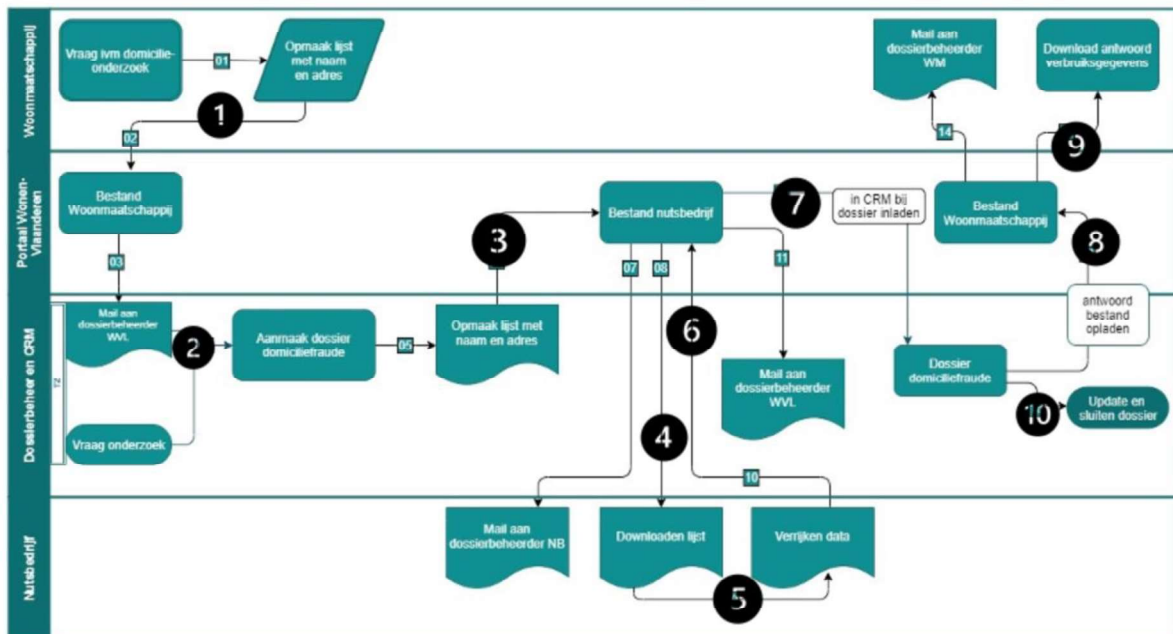 Woonmaatschappij
Vraag ivm domicilie-
onderzoek
01
Opmaak lijst
met naam
en adres
1
02
Mail aan
dossierbeheerder
WM
Download antwoord
verbruiksgegevens
14
9
Portaal Wonen-
Vlaanderen
Bestand
Woonmaatschappij
03
3
Bestand nutsbedrijf
07
08
11
7
in CRM bij
dossier inladen
Bestand
Woonmaatschappij
8
Dossierbeheer en CRM
Mail aan
dossierbeheerder
WVL
2
Vraag onderzoek
Aanmaak dossier
domiciliefraude
05
Opmaak lijst met
naam en adres
6
4
10
Mail aan
dossierbeheerder
WVL
antwoord
bestand
opladen
Dossier
domiciliefraude
10
Update en
sluiten dossier
Nutsbedrijf
Mail aan
dossierbeheerder NB
Downloaden lijst
5
Verrijken data